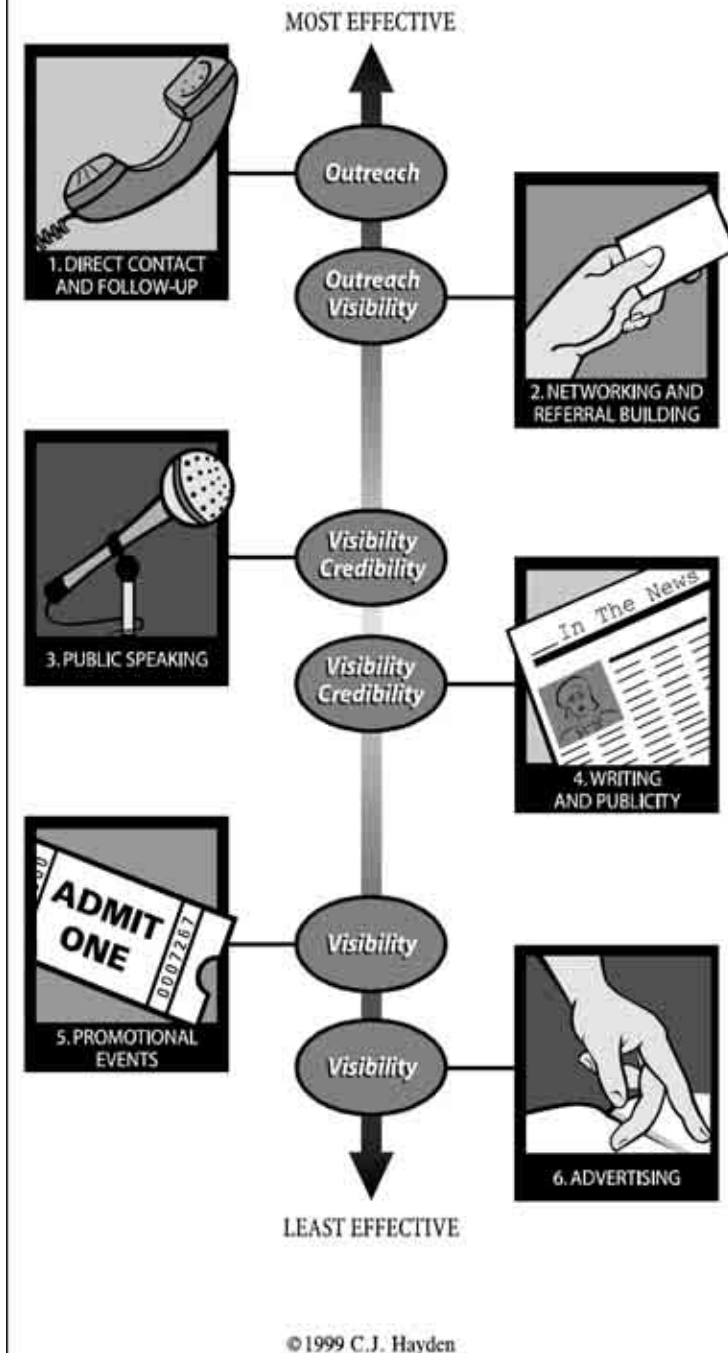 MOST EFFECTIVE
Outreach
1. DIRECT CONTACT
AND FOLLOW-UP
Outreach
Visibility
2. NETWORKING AND
REFERRAL BUILDING
Visibility
Credibility
3. PUBLIC SPEAKING
In The News
Visibility
Credibility
4. WRITING
AND PUBLICITY
ADMIT
ONE
0007267
Visibility
5. PROMOTIONAL
EVENTS
Visibility
6. ADVERTISING
LEAST EFFECTIVE
©1999 C.J. Hayden